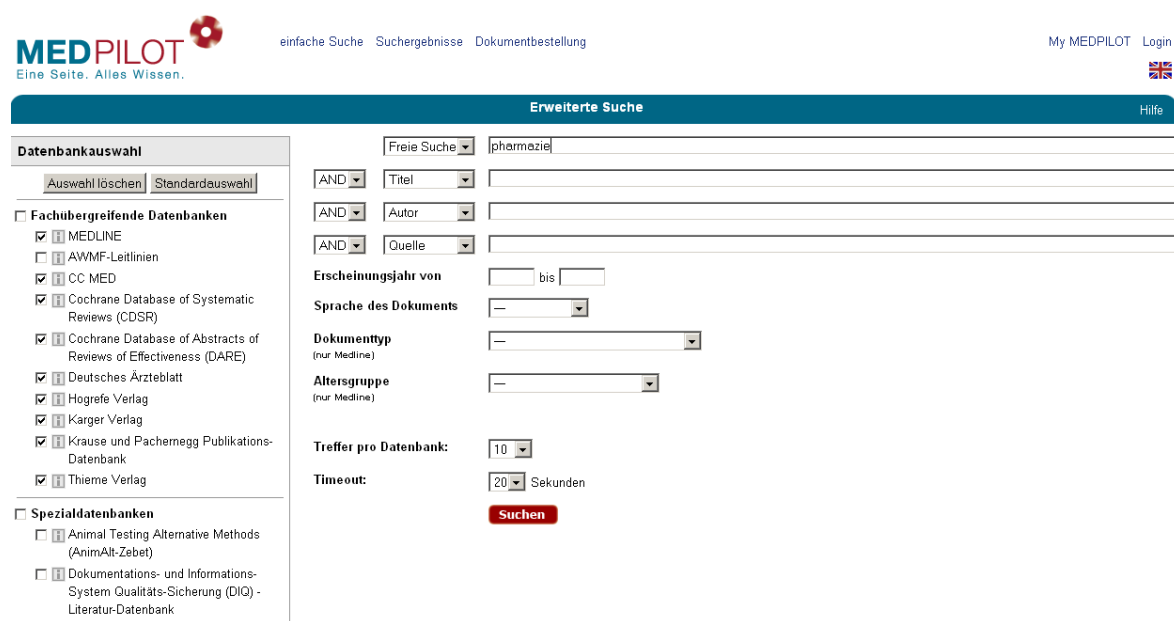 MEDPILOT
Eine Seite. Alles Wissen.
einfache Suche Suchergebnisse Dokumentbestellung
My MEDPILOT Login
Erweiterte Suche
Hilfe
Datenbankauswahl
Auswahl löschen Standardauswahl
Fachübergreifende Datenbanken
MEDLINE
AWMF-Leitlinien
CC MED
Cochrane Database of Systematic
Reviews (CDSR)
Cochrane Database of Abstracts of
Reviews of Effectiveness (DARE)
Deutsches Ärzteblatt
Hogrefe Verlag
Karger Verlag
Krause und Pachernegg Publikations-
Datenbank
Thieme Verlag
Spezialdatenbanken
Animal Testing Alternative Methods
(AnimAlt-Zebet)
Dokumentations- und Informations-
System Qualitäts-Sicherung (DIQ) -
Literatur-Datenbank
Freie Suche pharmazie
AND Titel
AND Autor
AND Quelle
Erscheinungsjahr von bis
Sprache des Dokuments —
Dokumenttyp —
(nur Medline)
Altersgruppe —
(nur Medline)
Treffer pro Datenbank: 10
Timeout: 20 Sekunden
Suchen